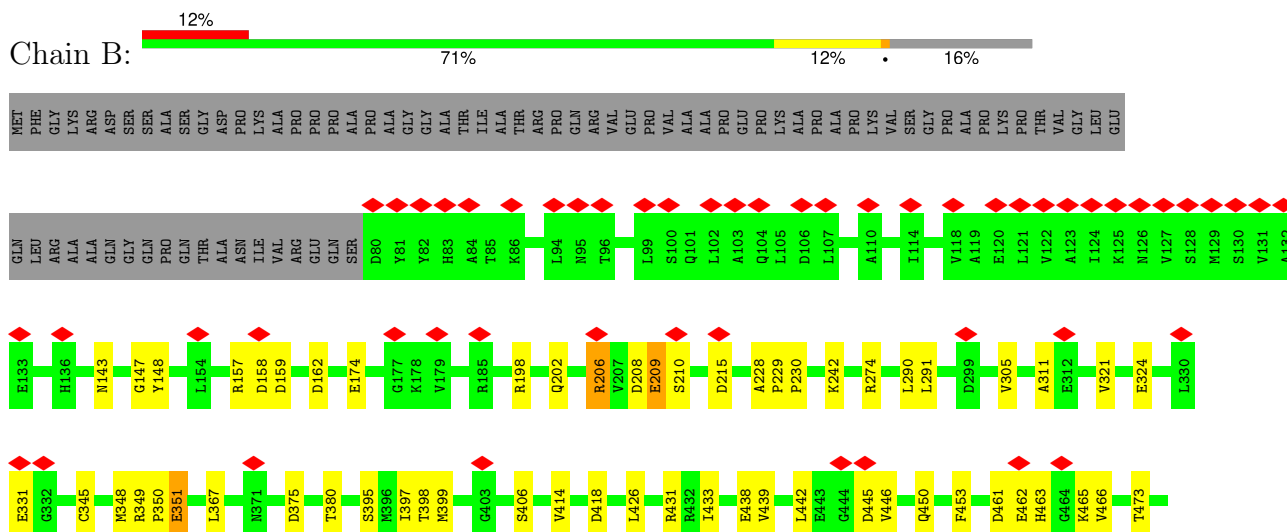 12%
Chain B:
71% 12% • 16%
MET PHE GLY LYS ARG ASP SER SER ALA SER GLY ASP PRO LYS ALA PRO PRO PRO ALA PRO ALA GLY GLY ALA THR ILE ALA THR ARG PRO GLN ARG VAL GLU PRO VAL ALA ALA PRO GLU PRO LYS ALA PRO ALA PRO LYS VAL SER GLY PRO ALA PRO LYS PRO THR VAL GLY LEU GLU
GLN LEU ARG ALA ALA GLN GLY GLN PRO GLN THR ALA ASN ILE VAL ARG GLU GLN SER D80 Y81 Y82 H83 A84 T85 K86 L94 N95 T96 L99 S100 Q101 L102 A103 Q104 L105 D106 L107 A110 I114 V118 A119 E120 L121 V122 A123 I124 K125 N126 V127 S128 M129 S130 V131 A132
E133 H136 N143 G147 Y148 L154 R157 D158 D159 D162 E174 G177 K178 V179 R185 R198 Q202 R206 V207 D208 E209 S210 D215 A228 P229 P230 K242 R274 L290 L291 D299 V305 A311 E312 V321 E324 L330
E331 G332 C345 M348 R349 P350 E351 L367 N371 D375 T380 S395 M396 I397 T398 M399 G403 S406 V414 D418 L426 R431 R432 I433 E438 V439 L442 E443 G444 D445 V446 Q450 F453 D461 E462 H463 G464 K465 V466 T473